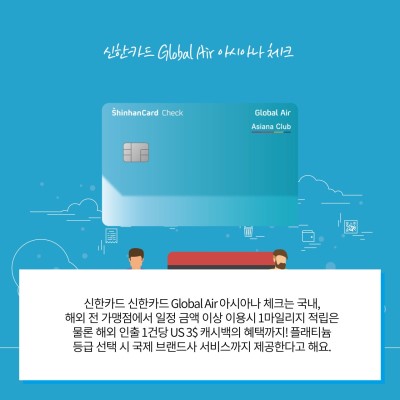 신한카드 Global Air 아시아나 체크
ShinhanCard Check
Global Air
Asiana Club
신한카드 신한카드 Global Air 아시아나 체크는 국내,
해외 전 가맹점에서 일정 금액 이상 이용시 1마일리지 적립은
물론 해외 인출 1건당 US 3$ 캐시백의 혜택까지! 플래티늄
등급 선택 시 국제 브랜드사 서비스까지 제공한다고 해요.